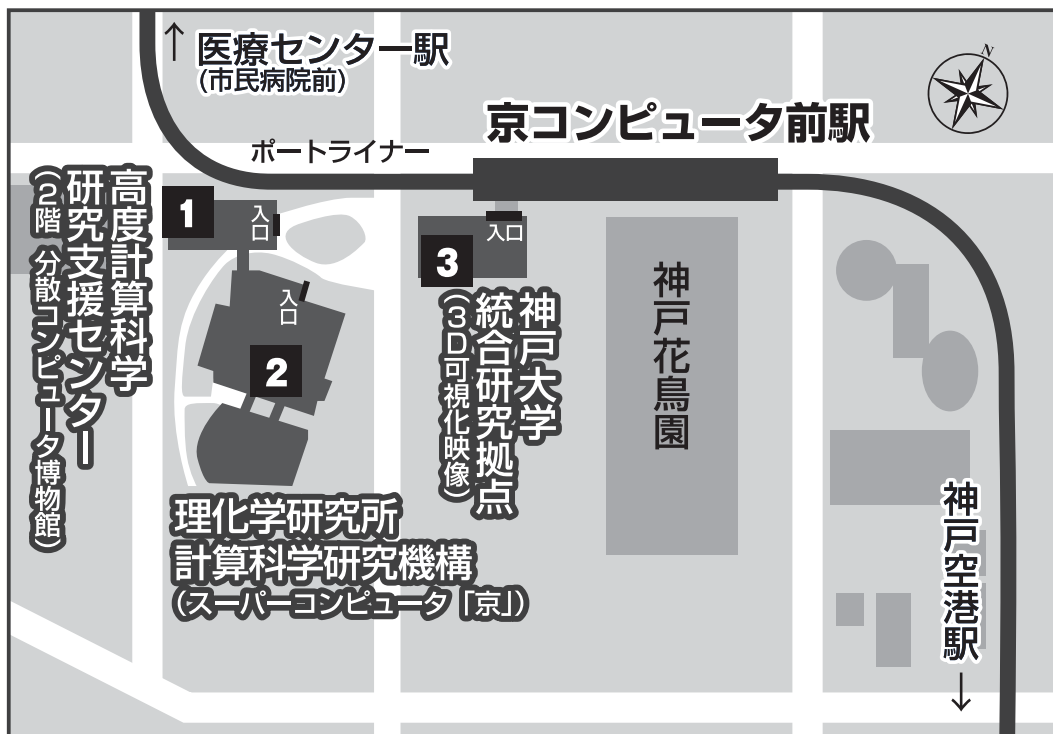 ↑
医療センター駅
(市民病院前)
N
京コンピュータ前駅
ポートライナー
1
入口
高度計算科学
研究支援センター
(2階 分散コンピュータ博物館)
入口
2
理化学研究所
計算科学研究機構
(スーパーコンピュータ「京」)
入口
3
神戸大学
統合研究拠点
(3D可視化映像)
神戸花鳥園
神戸空港駅
↓